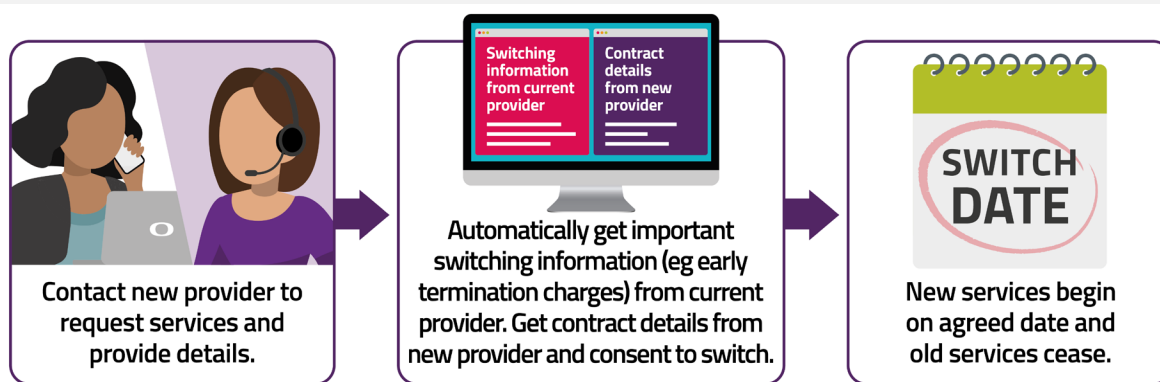 Contact new provider to
request services and
provide details.
Switching
information
from current
provider
Contract
details
from new
provider
Automatically get important
switching information (eg early
termination charges) from current
provider. Get contract details from
new provider and consent to switch.
SWITCH
DATE
New services begin
on agreed date and
old services cease.